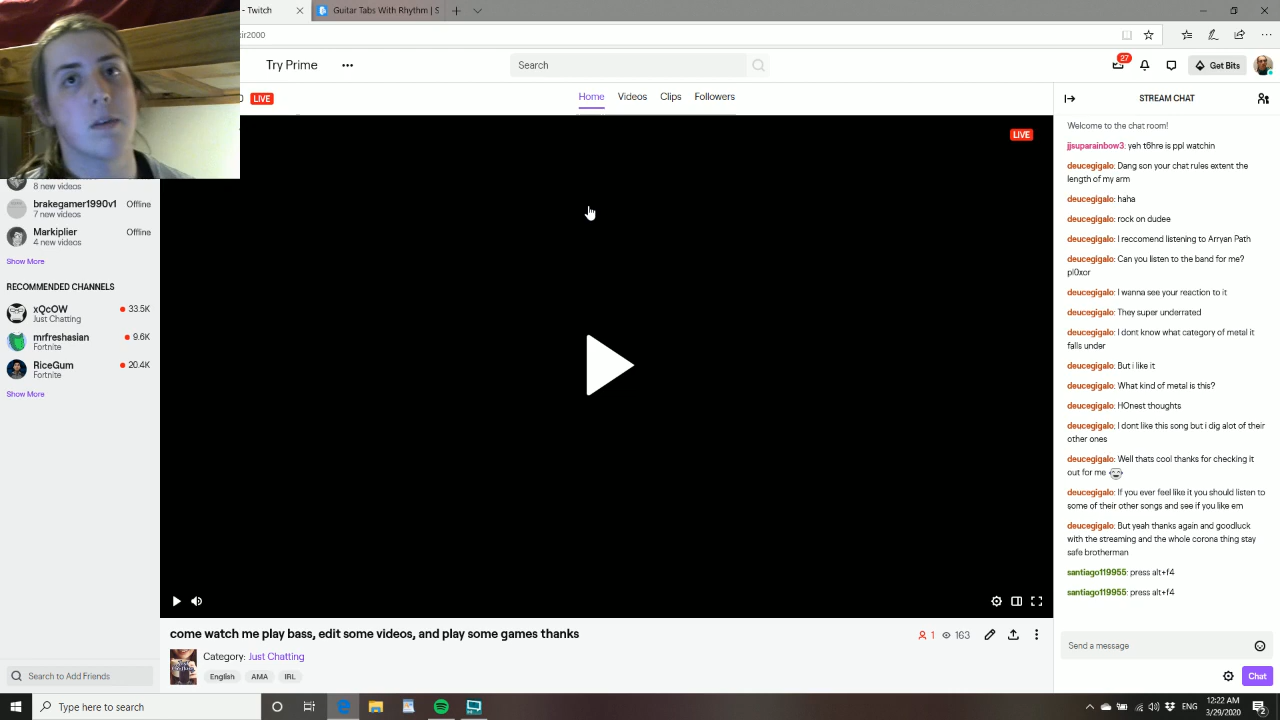 - Twitch
Guitar Rhythm Tab | S
xir2000
Try Prime
Search
27
Get Bits
LIVE
Home Videos Clips Followers
STREAM CHAT
LIVE
8 new videos
brakegamer1990v1 Offline
7 new videos
Markiplier Offline
4 new videos
Show More
RECOMMENDED CHANNELS
xQcOW 33.5K
Just Chatting
mrfreshasian 9.6K
Fortnite
RiceGum 20.4K
Fortnite
Show More
Search to Add Friends
come watch me play bass, edit some videos, and play some games thanks
1 163
Category: Just Chatting
English AMA IRL
Welcome to the chat room!
jjsuparainbow3: yeh t6hre is ppl watchin
deucegigalo: Dang son your chat rules extent the
length of my arm
deucegigalo: haha
deucegigalo: rock on dudee
deucegigalo: I reccomend listening to Arryan Path
deucegigalo: Can you listen to the band for me?
pl0xor
deucegigalo: I wanna see your reaction to it
deucegigalo: They super underrated
deucegigalo: I dont know what category of metal it
falls under
deucegigalo: But i like it
deucegigalo: What kind of metal is this?
deucegigalo: HOnest thoughts
deucegigalo: I dont like this song but i dig alot of their
other ones
deucegigalo: Well thats cool thanks for checking it
out for me
deucegigalo: If you ever feel like it you should listen to
some of their other songs and see if you like em
deucegigalo: But yeah thanks again and goodluck
with the streaming and the whole corona thing stay
safe brotherman
santiago119955: press alt+f4
santiago119955: press alt+f4
Send a message
Chat
Type here to search
12:22 AM
3/29/2020
2